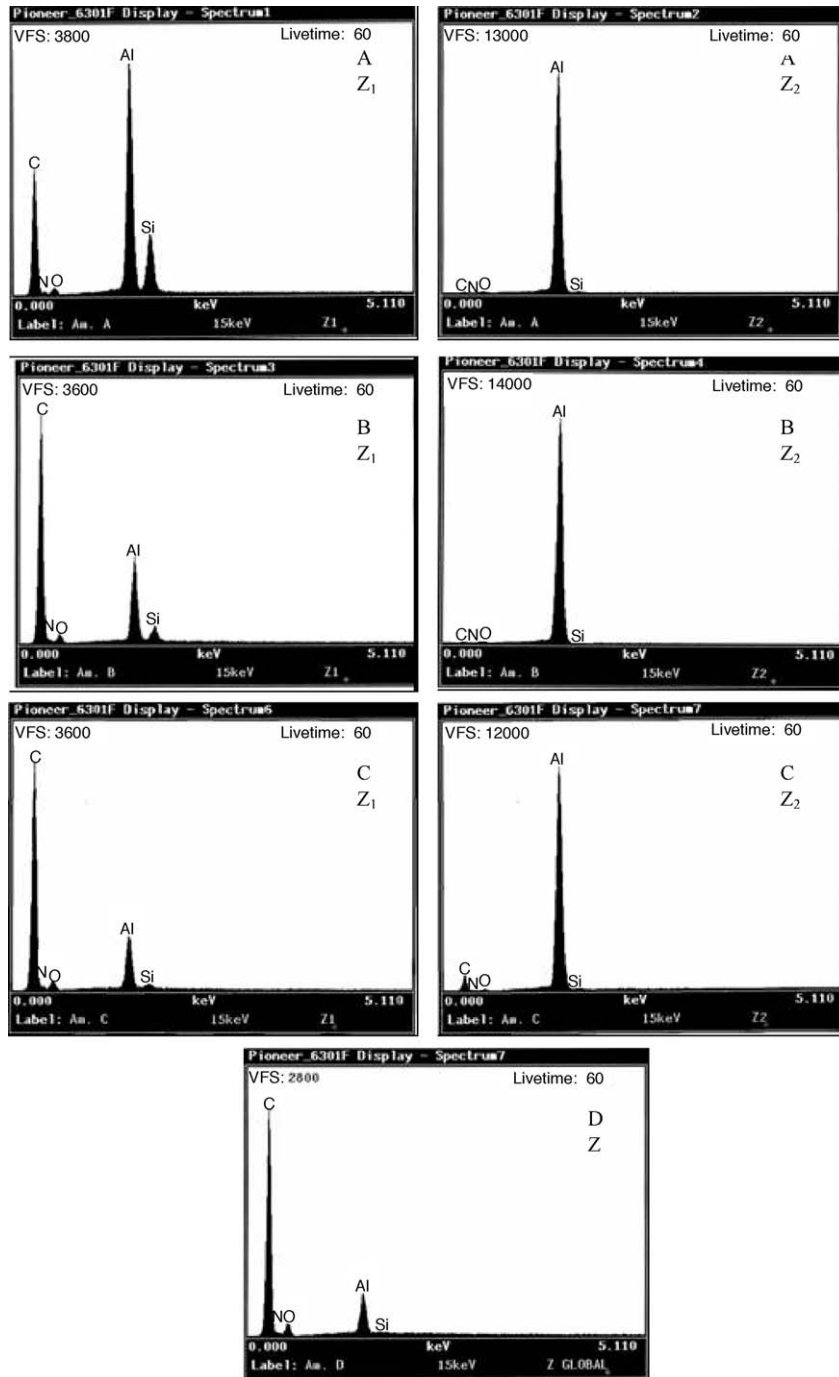 Pioneer_6301F Display - Spectrum1
VFS: 3800 Livetime: 60
Al
A
Z1
C
Si
N O
0.000 keV 5.110
Label: Am. A 15keV Z1
Pioneer_6301F Display - Spectrum2
VFS: 13000 Livetime: 60
Al
A
Z2
CNO
Si
0.000 keV 5.110
Label: Am. A 15keV Z2
Pioneer_6301F Display - Spectrum3
VFS: 3600 Livetime: 60
C
B
Z1
Al
Si
NO
0.000 keV 5.110
Label: Am. B 15keV Z1
Pioneer_6301F Display - Spectrum4
VFS: 14000 Livetime: 60
Al
B
Z2
CNO
Si
0.000 keV 5.110
Label: Am. B 15keV Z2
Pioneer_6301F Display - Spectrum6
VFS: 3600 Livetime: 60
C
C
Z1
Al
N O
Si
0.000 keV 5.110
Label: Am. C 15keV Z1
Pioneer_6301F Display - Spectrum7
VFS: 12000 Livetime: 60
Al
C
Z2
C
NO
Si
0.000 keV 5.110
Label: Am. C 15keV Z2
Pioneer_6301F Display - Spectrum7
VFS: 2800 Livetime: 60
C
D
Z
Al
NO
Si
0.000 keV 5.110
Label: Am. D 15keV Z GLOBAL